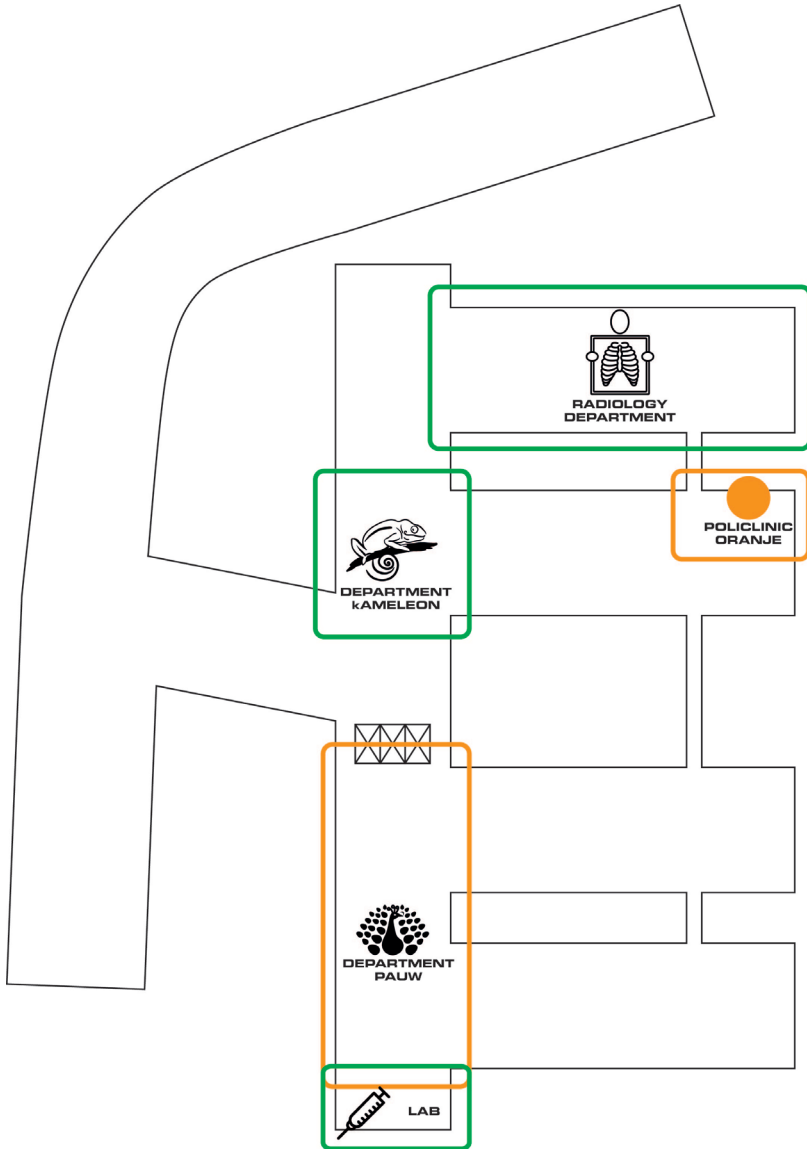 RADIOLOGY
DEPARTMENT
POLICLINIC
ORANJE
DEPARTMENT
kAMELEON
DEPARTMENT
PAUW
LAB